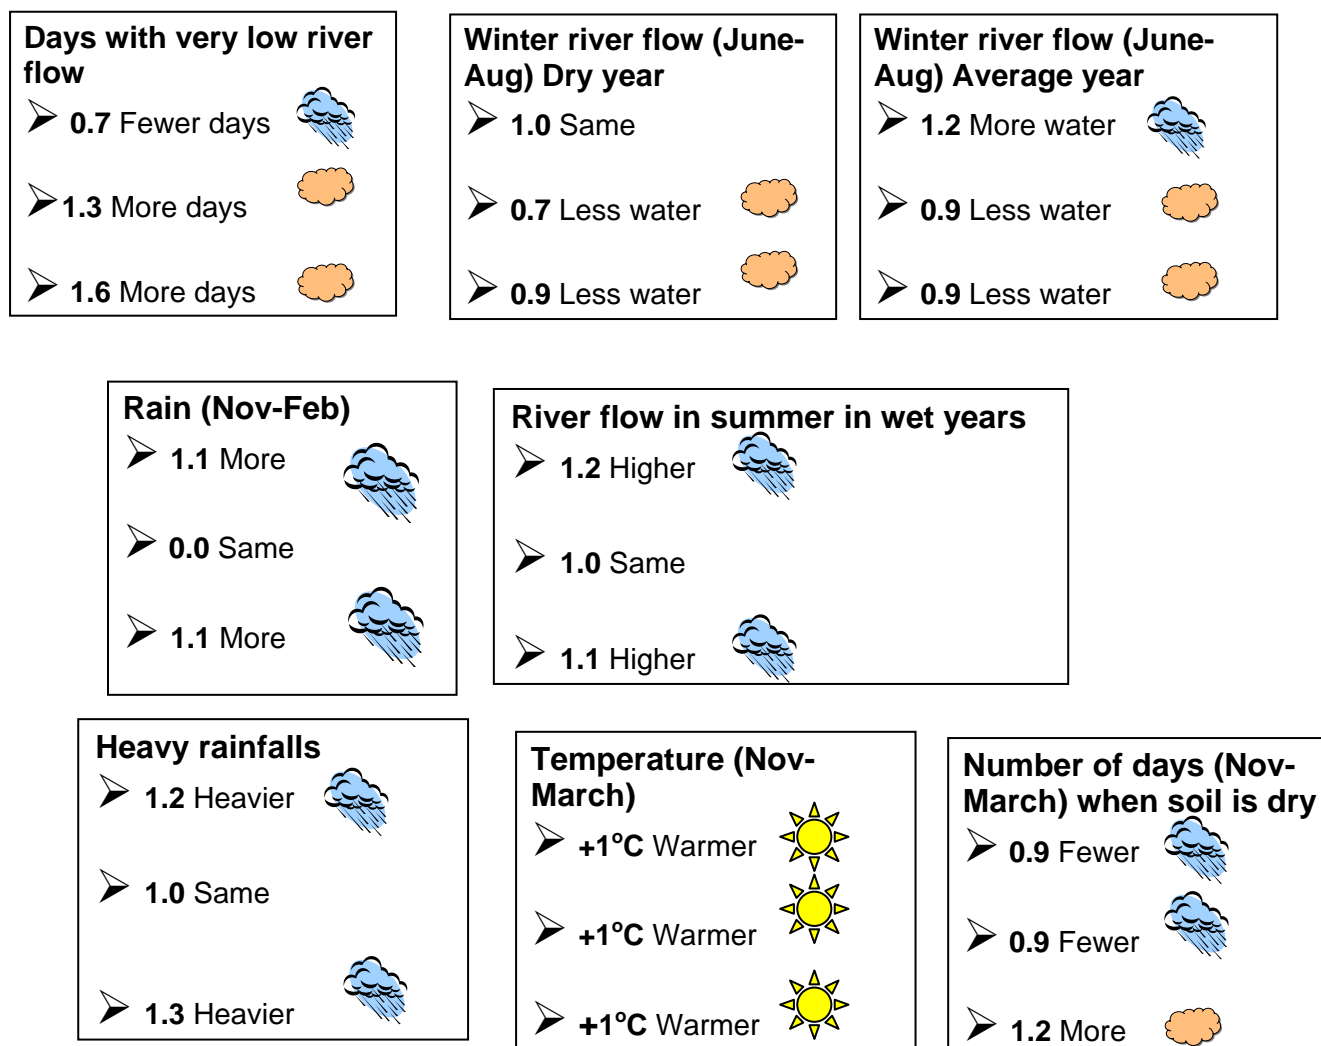 Days with very low river
flow
0.7 Fewer days
1.3 More days
1.6 More days
Winter river flow (June-
Aug) Dry year
1.0 Same
0.7 Less water
0.9 Less water
Winter river flow (June-
Aug) Average year
1.2 More water
0.9 Less water
0.9 Less water
Rain (Nov-Feb)
1.1 More
0.0 Same
1.1 More
River flow in summer in wet years
1.2 Higher
1.0 Same
1.1 Higher
Heavy rainfalls
1.2 Heavier
1.0 Same
1.3 Heavier
Temperature (Nov-
March)
+1°C Warmer
+1°C Warmer
+1°C Warmer
Number of days (Nov-
March) when soil is dry
0.9 Fewer
0.9 Fewer
1.2 More